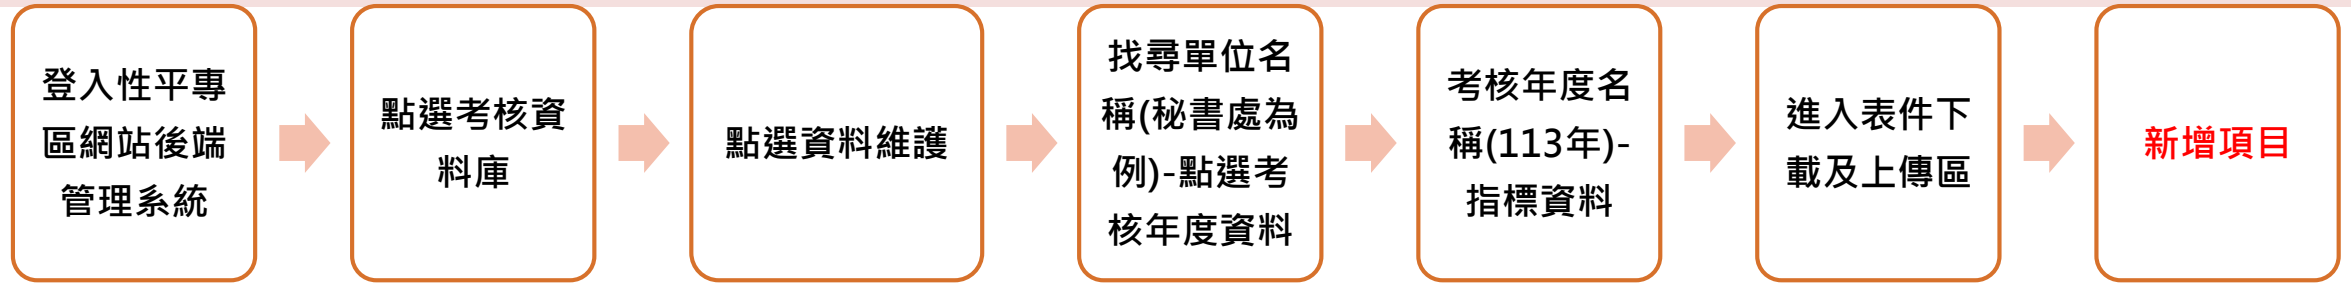 登入性平專
區網站後端
管理系統
點選考核資
料庫
點選資料維護
找尋單位名
稱(秘書處為
例)-點選考
核年度資料
考核年度名
稱(113年)-
指標資料
進入表件下
載及上傳區
新增項目